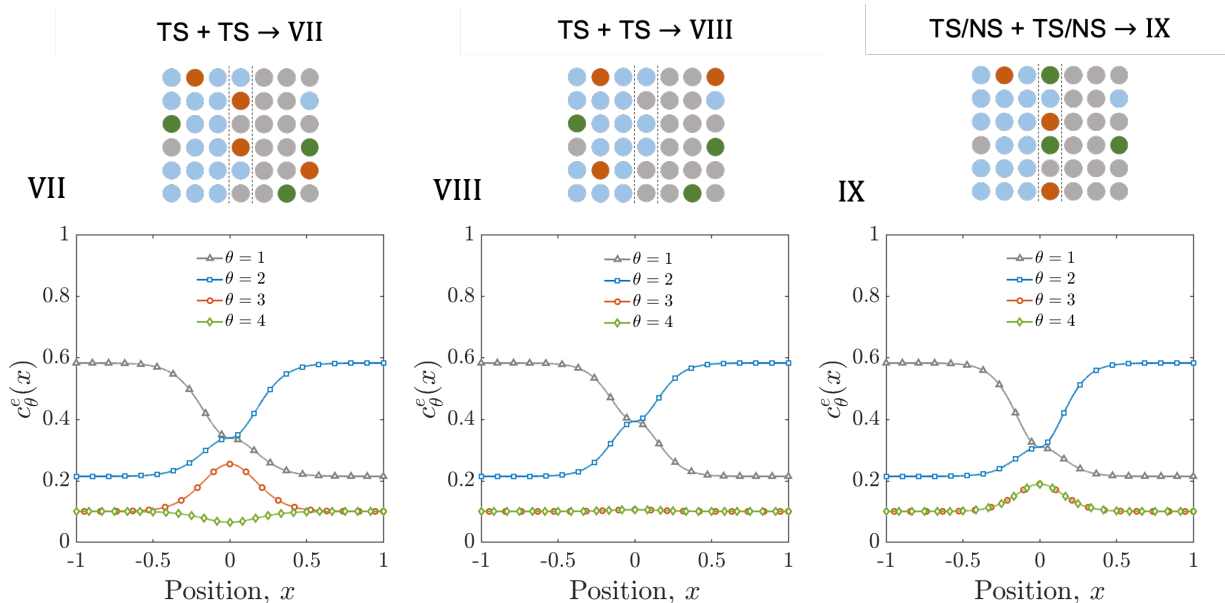 TS + TS → VII
TS + TS → VIII
TS/NS + TS/NS → IX
VII
VIII
IX
1
0.8
0.6
0.4
0.2
0
θ = 1
θ = 2
θ = 3
θ = 4
-1 -0.5 0 0.5 1
c_θ^e(x)
Position, x
1
0.8
0.6
0.4
0.2
0
θ = 1
θ = 2
θ = 3
θ = 4
-1 -0.5 0 0.5 1
c_θ^e(x)
Position, x
1
0.8
0.6
0.4
0.2
0
θ = 1
θ = 2
θ = 3
θ = 4
-1 -0.5 0 0.5 1
c_θ^e(x)
Position, x